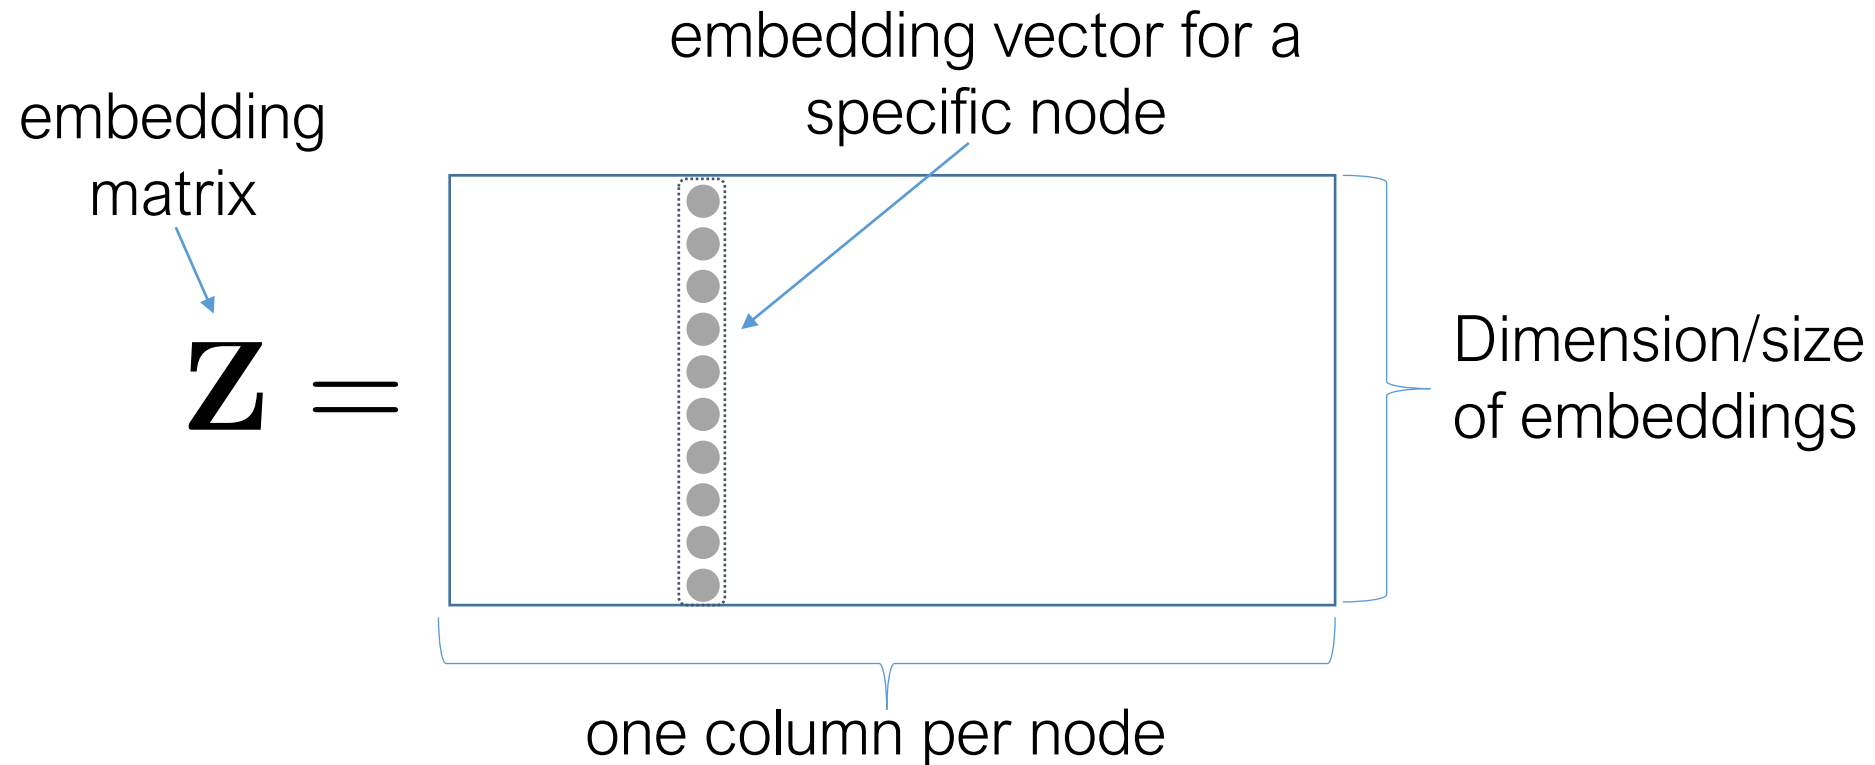 embedding vector for a
specific node
embedding
matrix
Z =
Dimension/size
of embeddings
one column per node